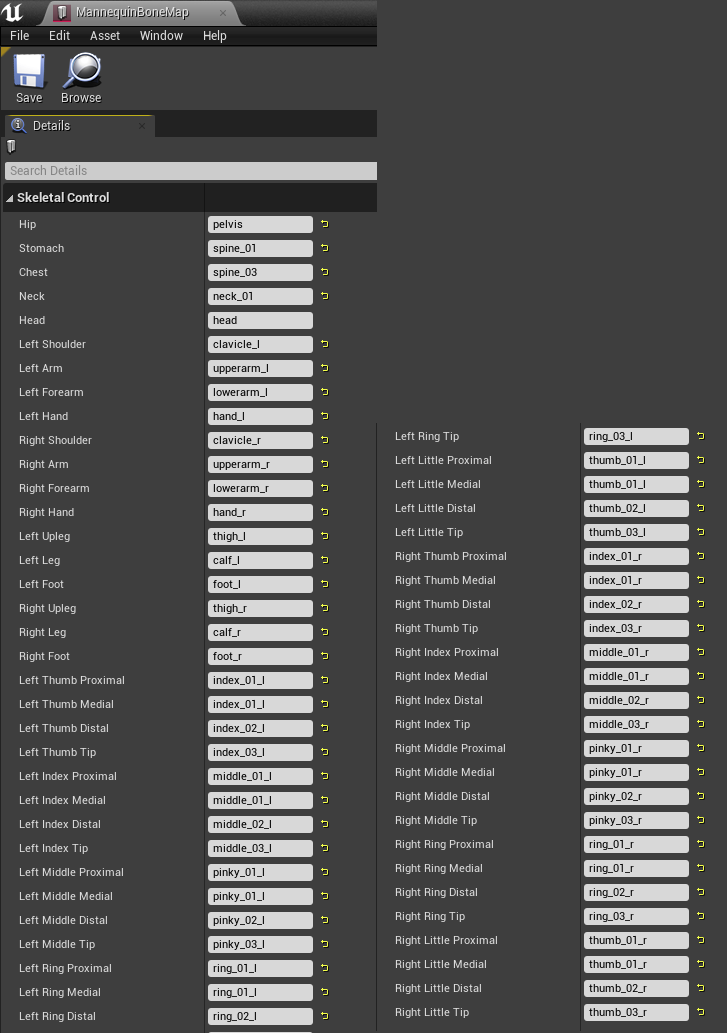 MannequinBoneMap
File Edit Asset Window Help
Save Browse
Details
Search Details
Skeletal Control
Hip pelvis
Stomach spine_01
Chest spine_03
Neck neck_01
Head head
Left Shoulder clavicle_l
Left Arm upperarm_l
Left Forearm lowerarm_l
Left Hand hand_l
Right Shoulder clavicle_r
Right Arm upperarm_r
Right Forearm lowerarm_r
Right Hand hand_r
Left Upleg thigh_l
Left Leg calf_l
Left Foot foot_l
Right Upleg thigh_r
Right Leg calf_r
Right Foot foot_r
Left Thumb Proximal index_01_l
Left Thumb Medial index_01_l
Left Thumb Distal index_02_l
Left Thumb Tip index_03_l
Left Index Proximal middle_01_l
Left Index Medial middle_01_l
Left Index Distal middle_02_l
Left Index Tip middle_03_l
Left Middle Proximal pinky_01_l
Left Middle Medial pinky_01_l
Left Middle Distal pinky_02_l
Left Middle Tip pinky_03_l
Left Ring Proximal ring_01_l
Left Ring Medial ring_01_l
Left Ring Distal ring_02_l
Left Ring Tip ring_03_l
Left Little Proximal thumb_01_l
Left Little Medial thumb_01_l
Left Little Distal thumb_02_l
Left Little Tip thumb_03_l
Right Thumb Proximal index_01_r
Right Thumb Medial index_01_r
Right Thumb Distal index_02_r
Right Thumb Tip index_03_r
Right Index Proximal middle_01_r
Right Index Medial middle_01_r
Right Index Distal middle_02_r
Right Index Tip middle_03_r
Right Middle Proximal pinky_01_r
Right Middle Medial pinky_01_r
Right Middle Distal pinky_02_r
Right Middle Tip pinky_03_r
Right Ring Proximal ring_01_r
Right Ring Medial ring_01_r
Right Ring Distal ring_02_r
Right Ring Tip ring_03_r
Right Little Proximal thumb_01_r
Right Little Medial thumb_01_r
Right Little Distal thumb_02_r
Right Little Tip thumb_03_r